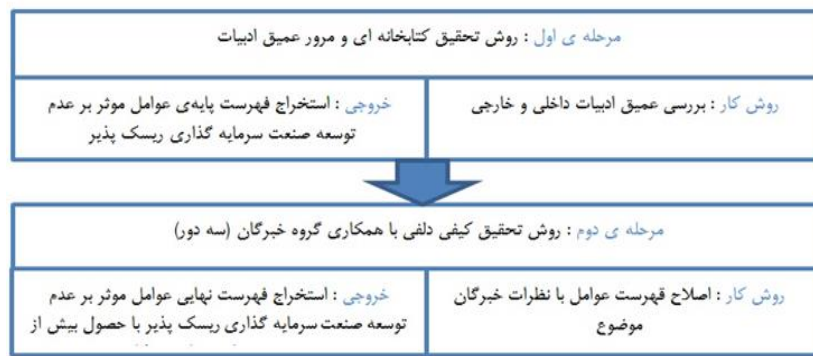 مرحله ی اول : روش تحقیق کتابخانه ای و مرور عمیق ادبیات
روش کار : بررسی عمیق ادبیات داخلی و خارجی
خروجی : استخراج فهرست پایه‌ی عوامل موثر بر عدم
توسعه صنعت سرمایه گذاری ریسک پذیر
مرحله ی دوم : روش تحقیق کیفی دلفی با همکاری گروه خبرگان (سه دور)
روش کار : اصلاح قهرست عوامل با نظرات خبرگان
موضوع
خروجی : استخراج فهرست نهایی عوامل موثر بر عدم
توسعه صنعت سرمایه گذاری ریسک پذیر با حصول بیش از